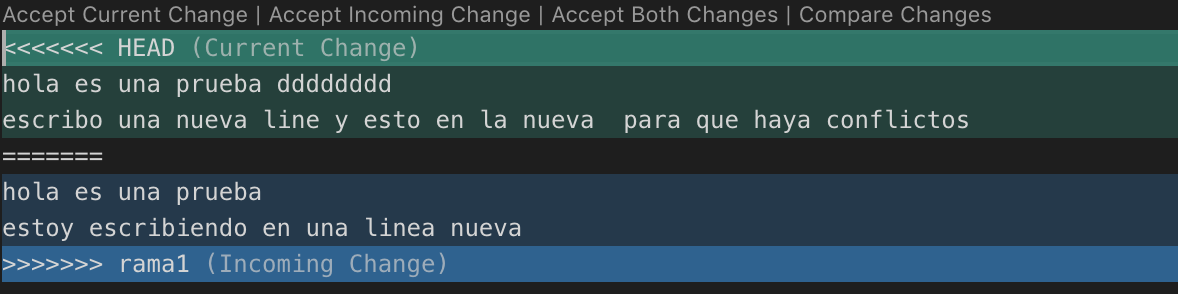 Accept Current Change | Accept Incoming Change | Accept Both Changes | Compare Changes
<<<<<<< HEAD (Current Change)
hola es una prueba dddddddd
escribo una nueva line y esto en la nueva  para que haya conflictos
=======
hola es una prueba
estoy escribiendo en una linea nueva
>>>>>>> rama1 (Incoming Change)